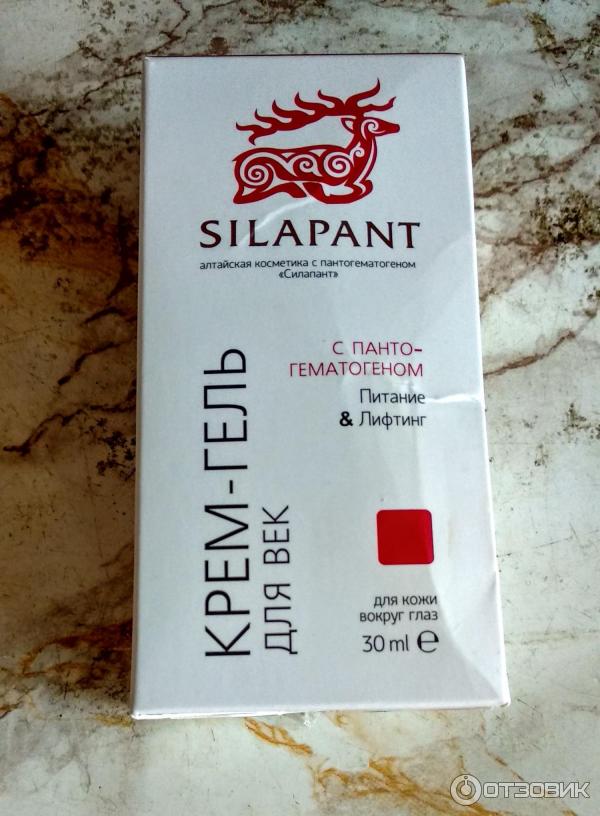 SILAPANT
алтайская косметика с пантогематогеном
«Силапант»
КРЕМ-ГЕЛЬ
ДЛЯ ВЕК
С ПАНТО-
ГЕМАТОГЕНОМ
Питание
& Лифтинг
для кожи
вокруг глаз
30 ml ℮
ОТЗОВИК